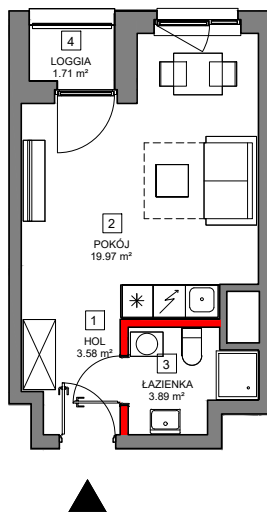 4
LOGGIA
1.71 m²
2
POKÓJ
19.97 m²
1
HOL
3.58 m²
3
ŁAZIENKA
3.89 m²